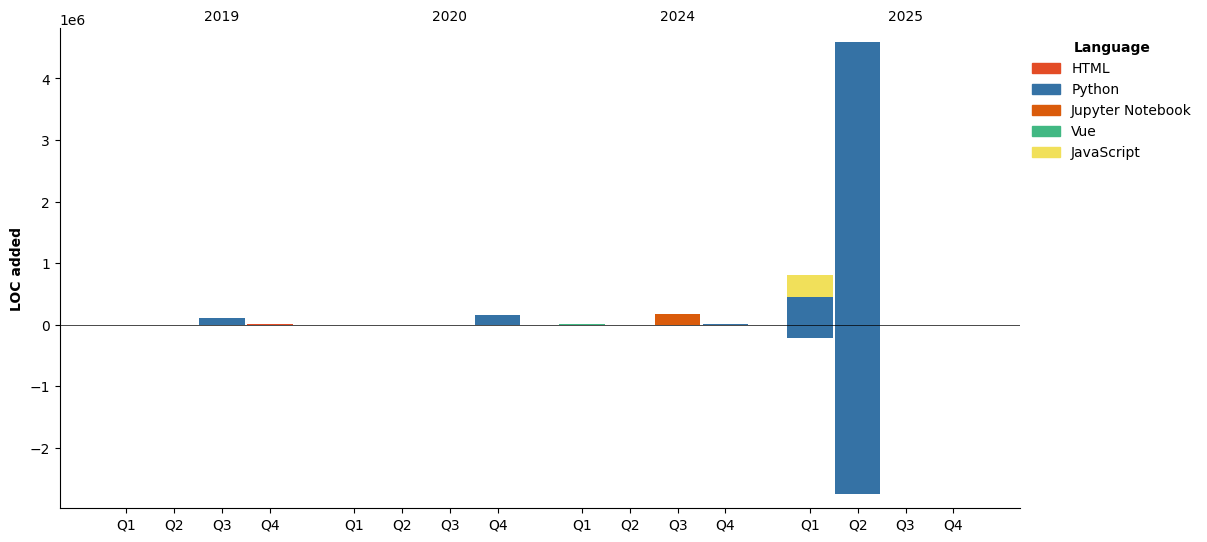 2019 2020 2024 2025
1e6
Language
HTML
Python
Jupyter Notebook
Vue
JavaScript
LOC added
4
3
2
1
0
−1
−2
Q1 Q2 Q3 Q4 Q1 Q2 Q3 Q4 Q1 Q2 Q3 Q4 Q1 Q2 Q3 Q4